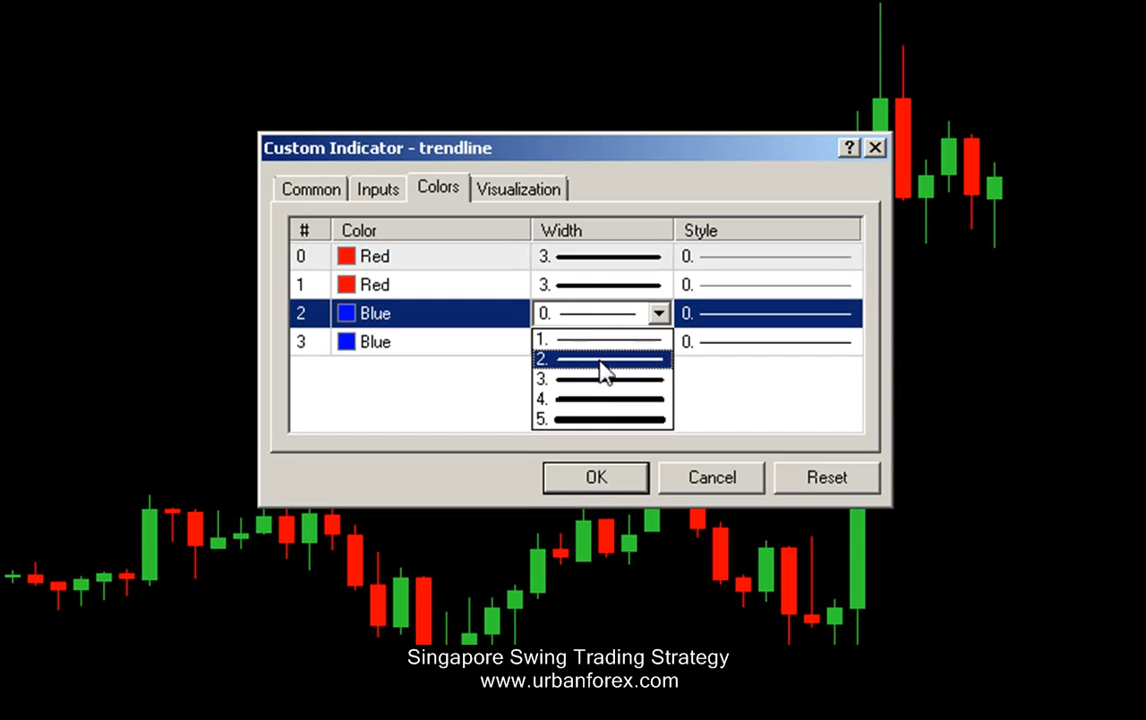 Custom Indicator - trendline
Common Inputs Colors Visualization
# Color Width Style
0 Red 3. 0.
1 Red 3. 0.
2 Blue 0. 0.
3 Blue 0.
1.
2.
3.
4.
5.
OK Cancel Reset
Singapore Swing Trading Strategy
www.urbanforex.com